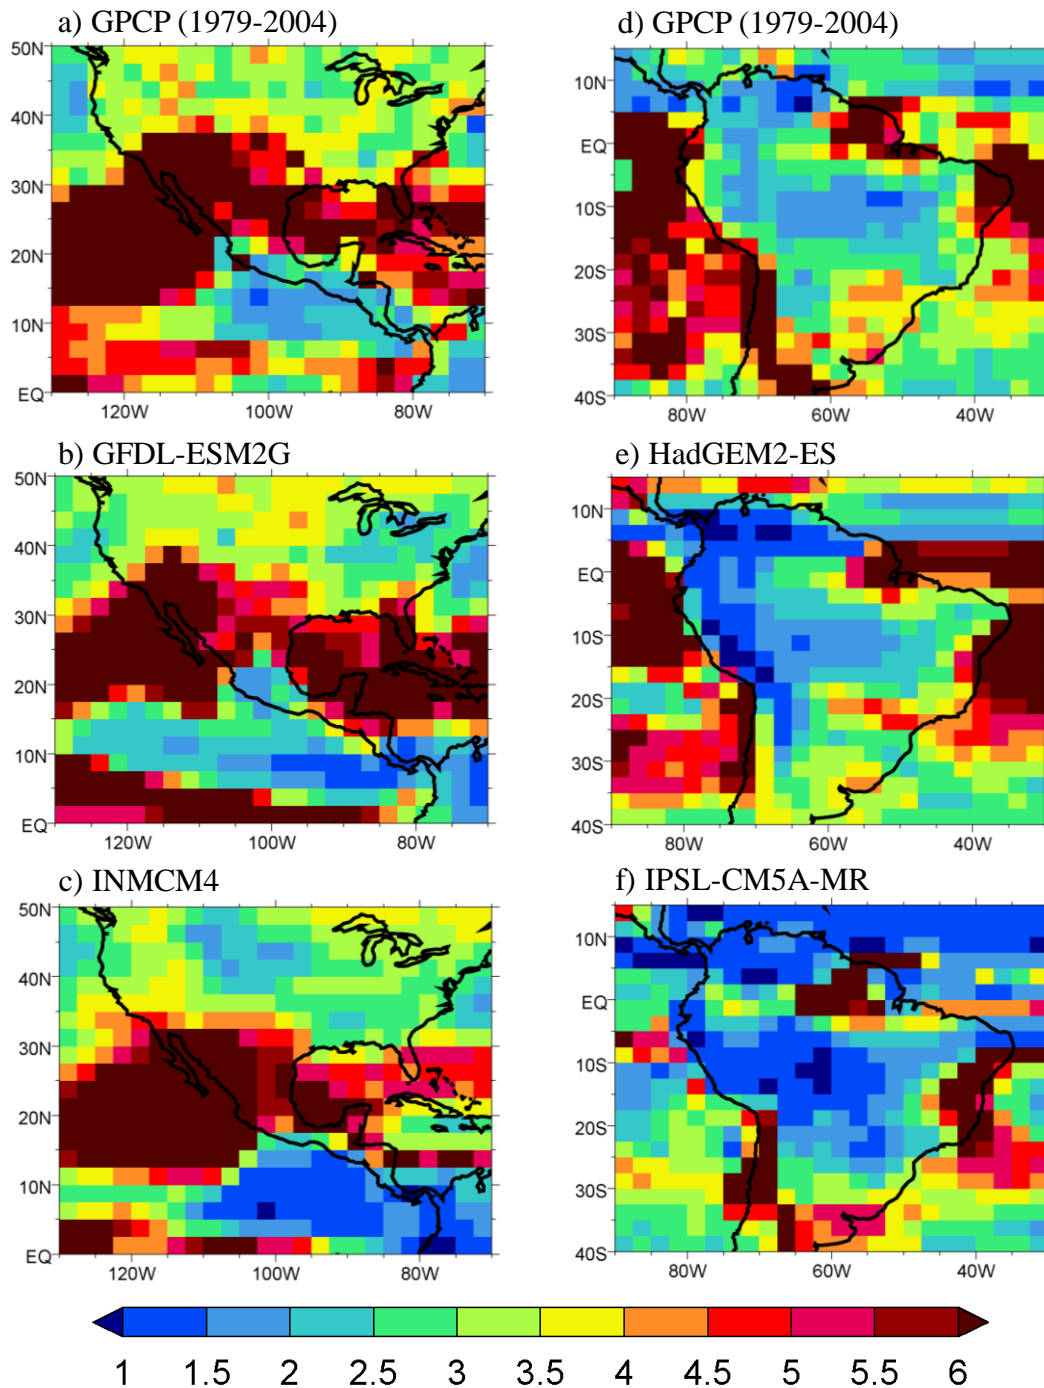 a) GPCP (1979-2004)
50N
40N
30N
20N
10N
EQ
120W 100W 80W
d) GPCP (1979-2004)
10N
EQ
10S
20S
30S
40S
80W 60W 40W
b) GFDL-ESM2G
50N
40N
30N
20N
10N
EQ
120W 100W 80W
e) HadGEM2-ES
10N
EQ
10S
20S
30S
40S
80W 60W 40W
c) INMCM4
50N
40N
30N
20N
10N
EQ
120W 100W 80W
f) IPSL-CM5A-MR
10N
EQ
10S
20S
30S
40S
80W 60W 40W
1 1.5 2 2.5 3 3.5 4 4.5 5 5.5 6